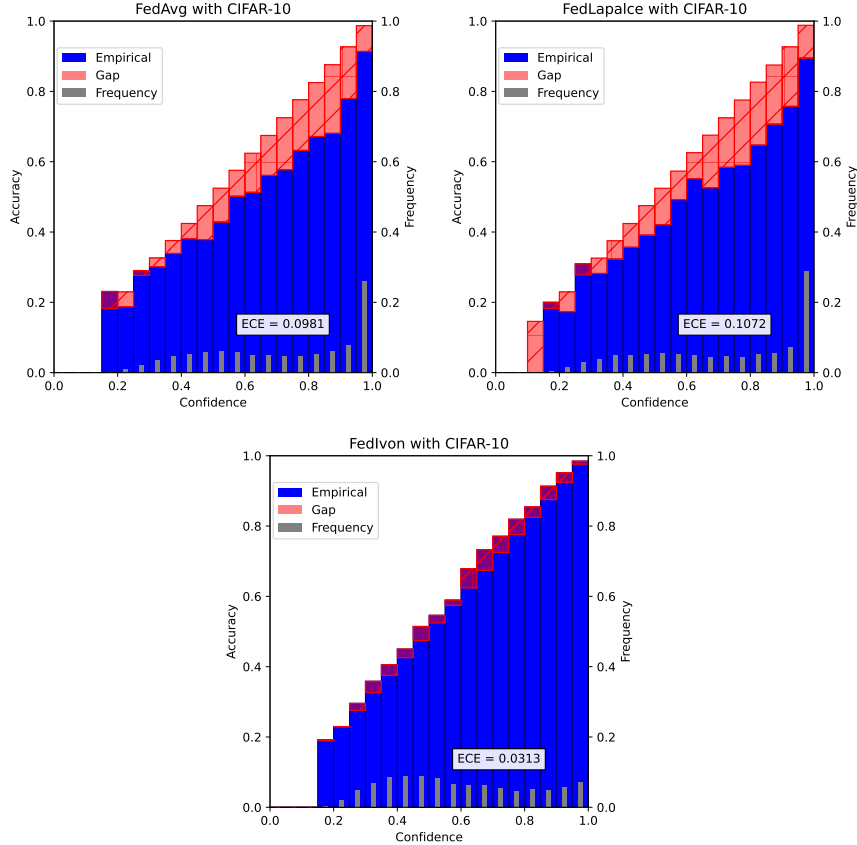 FedAvg with CIFAR-10
1.0
0.8
0.6
0.4
0.2
0.0
Accuracy
Empirical
Gap
Frequency
ECE = 0.0981
0.0 0.2 0.4 0.6 0.8 1.0
Confidence
1.0
0.8
0.6
0.4
0.2
0.0
Frequency
FedLapalce with CIFAR-10
1.0
0.8
0.6
0.4
0.2
0.0
Accuracy
Empirical
Gap
Frequency
ECE = 0.1072
0.0 0.2 0.4 0.6 0.8 1.0
Confidence
1.0
0.8
0.6
0.4
0.2
0.0
Frequency
FedIvon with CIFAR-10
1.0
0.8
0.6
0.4
0.2
0.0
Accuracy
Empirical
Gap
Frequency
ECE = 0.0313
0.0 0.2 0.4 0.6 0.8 1.0
Confidence
1.0
0.8
0.6
0.4
0.2
0.0
Frequency